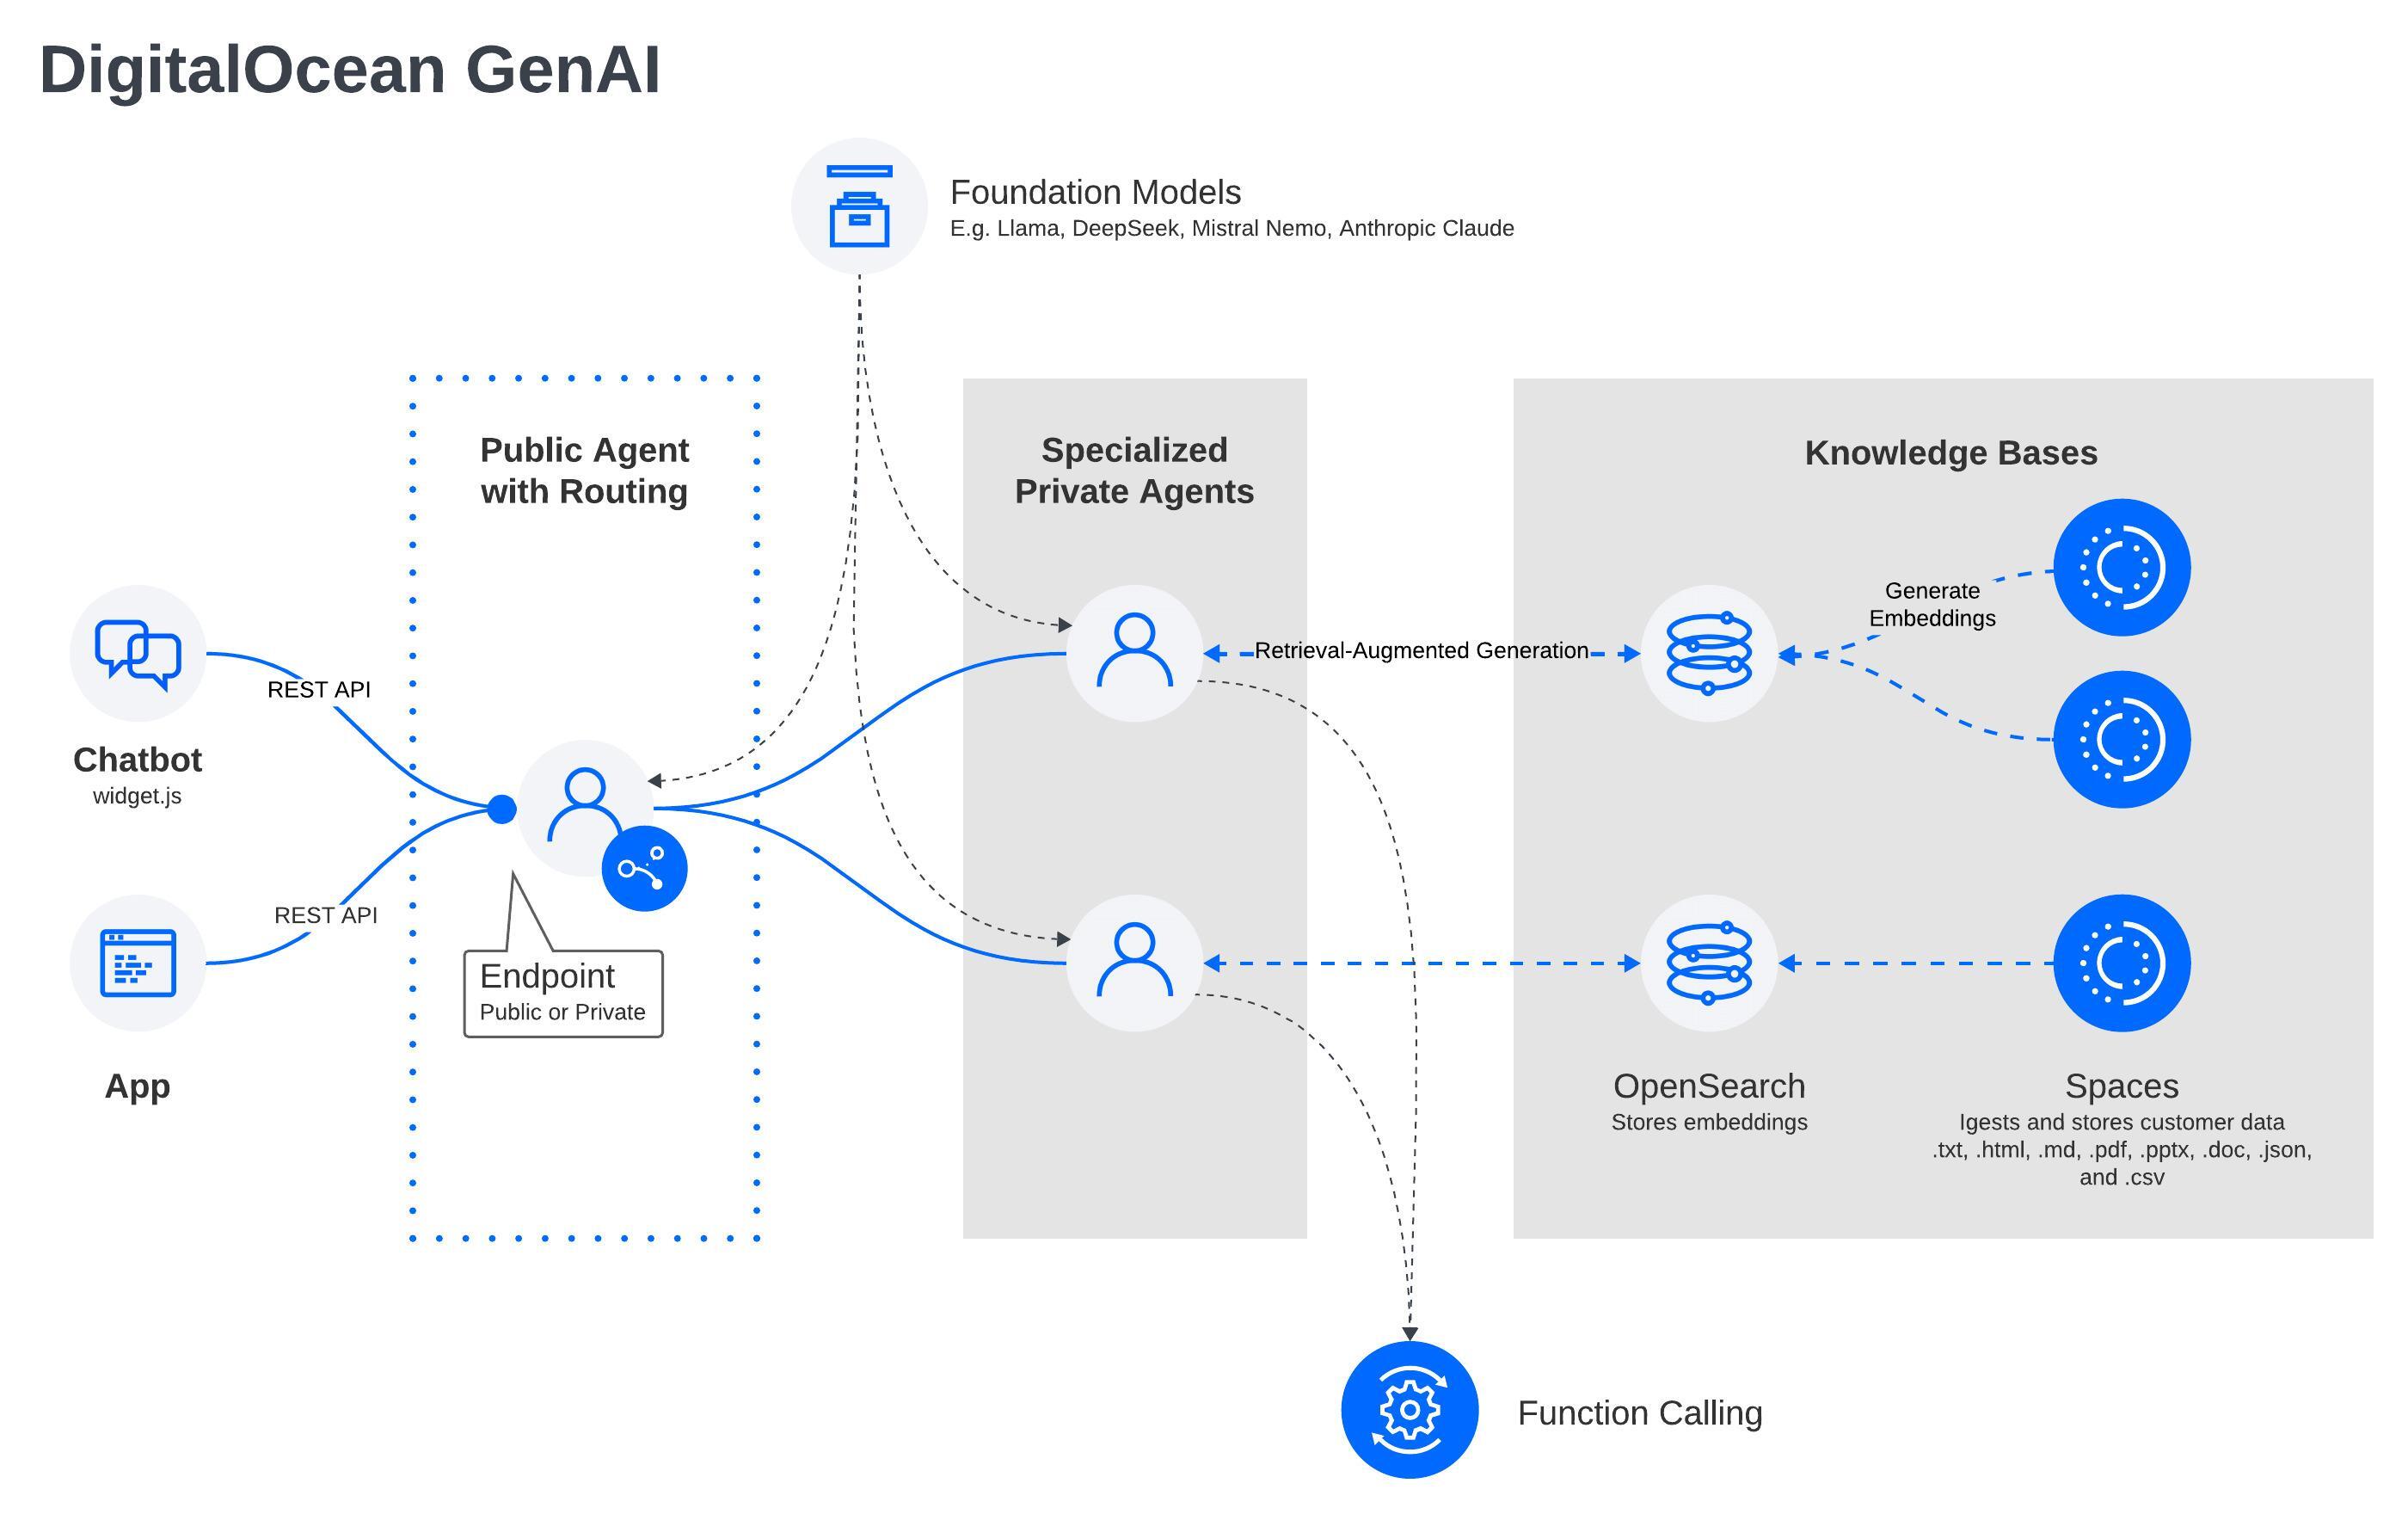 DigitalOcean GenAI
Foundation Models
E.g. Llama, DeepSeek, Mistral Nemo, Anthropic Claude
Public Agent
with Routing
Specialized
Private Agents
Knowledge Bases
Generate
Embeddings
Retrieval-Augmented Generation
REST API
Chatbot
widget.js
REST API
Endpoint
Public or Private
App
OpenSearch
Stores embeddings
Spaces
Igests and stores customer data
.txt, .html, .md, .pdf, .pptx, .doc, .json,
and .csv
Function Calling